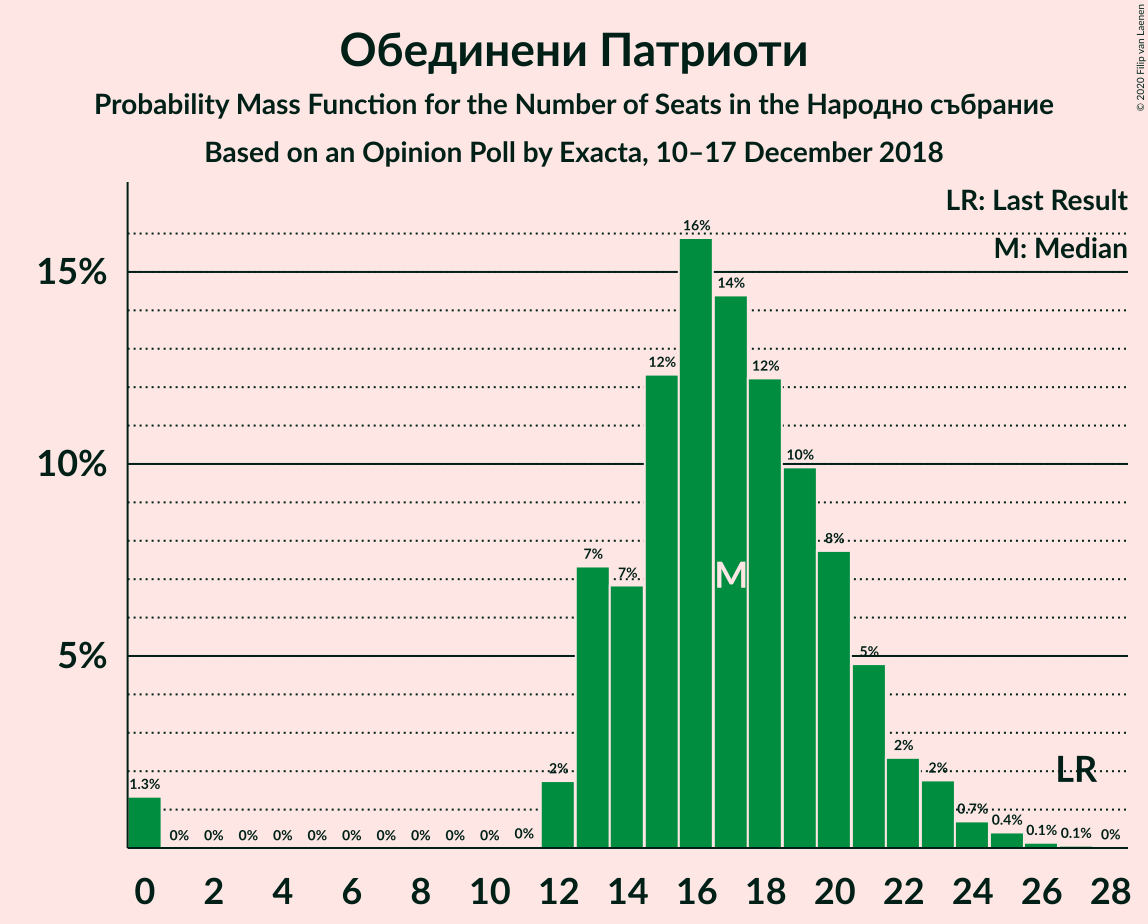 Обединени Патриоти
Probability Mass Function for the Number of Seats in the Народно събрание
Based on an Opinion Poll by Exacta, 10–17 December 2018
© 2020 Filip van Laenen
LR: Last Result
M: Median
15%
10%
5%
1.3% 0% 0% 0% 0% 0% 0% 0% 0% 0% 0% 0% 2% 7% 7% 12% 16% 14% 12% 10% 8% 5% 2% 2% 0.7% 0.4% 0.1% 0.1% 0%
M
LR
0 2 4 6 8 10 12 14 16 18 20 22 24 26 28